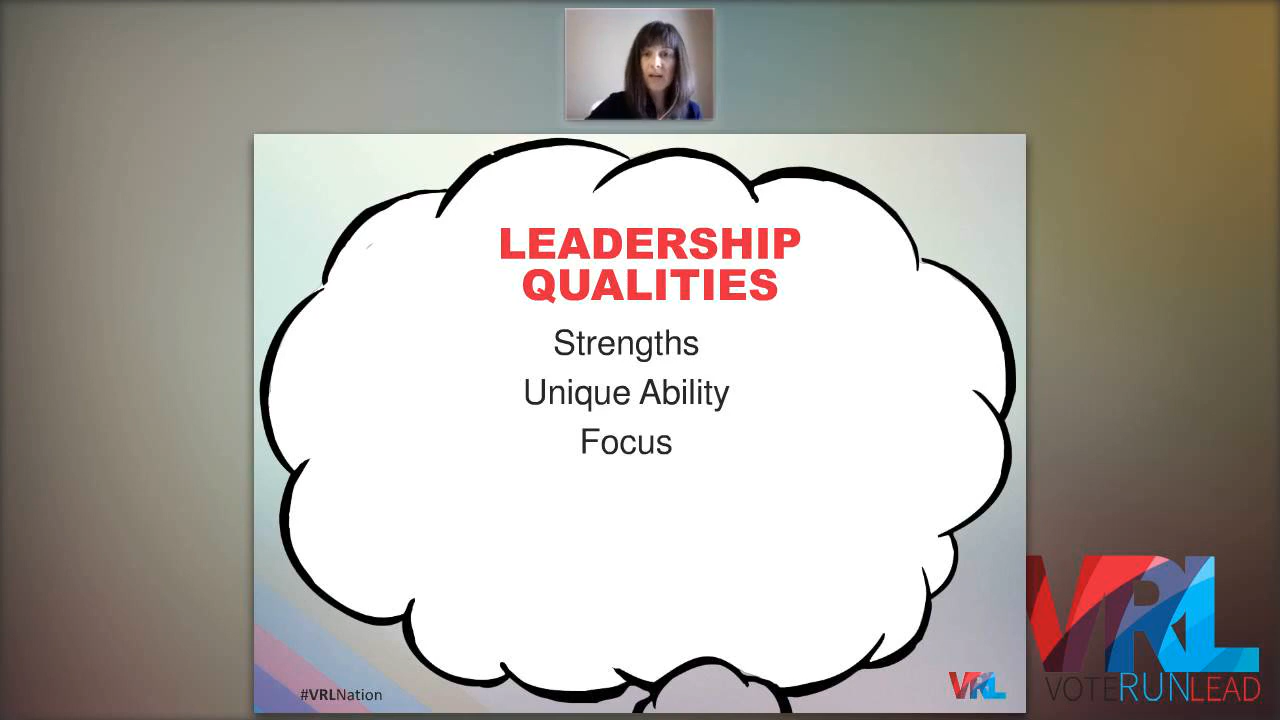 LEADERSHIP
QUALITIES
Strengths
Unique Ability
Focus
#VRLNation
VRL
VRL
VOTERUNLEAD